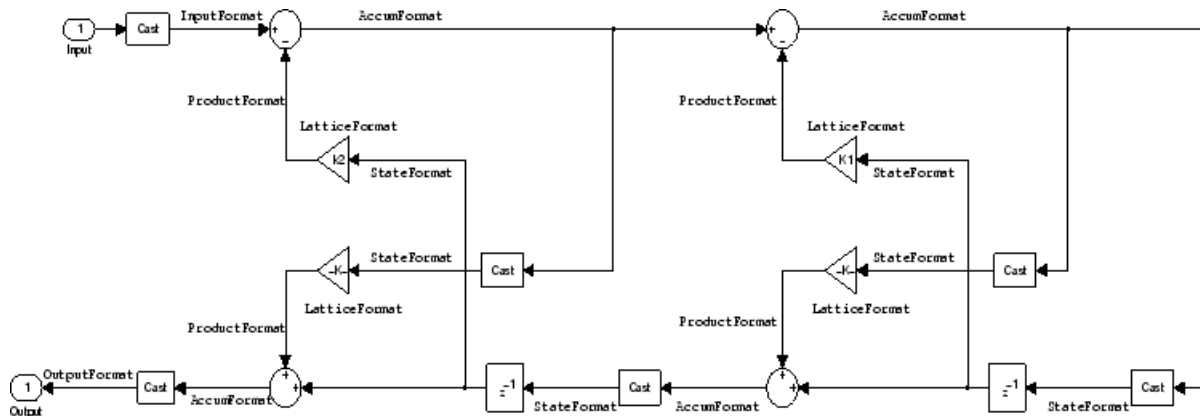 InputFormat
AccumFormat
AccumFormat
1
Cast
+
-
+
-
Input
ProductFormat
ProductFormat
LatticeFormat
LatticeFormat
k2
K1
StateFormat
StateFormat
StateFormat
StateFormat
-K-
Cast
-K-
Cast
LatticeFormat
LatticeFormat
ProductFormat
ProductFormat
OutputFormat
1
Cast
+
+
z-1
Cast
+
+
z-1
Cast
Output
AccumFormat
StateFormat
AccumFormat
StateFormat